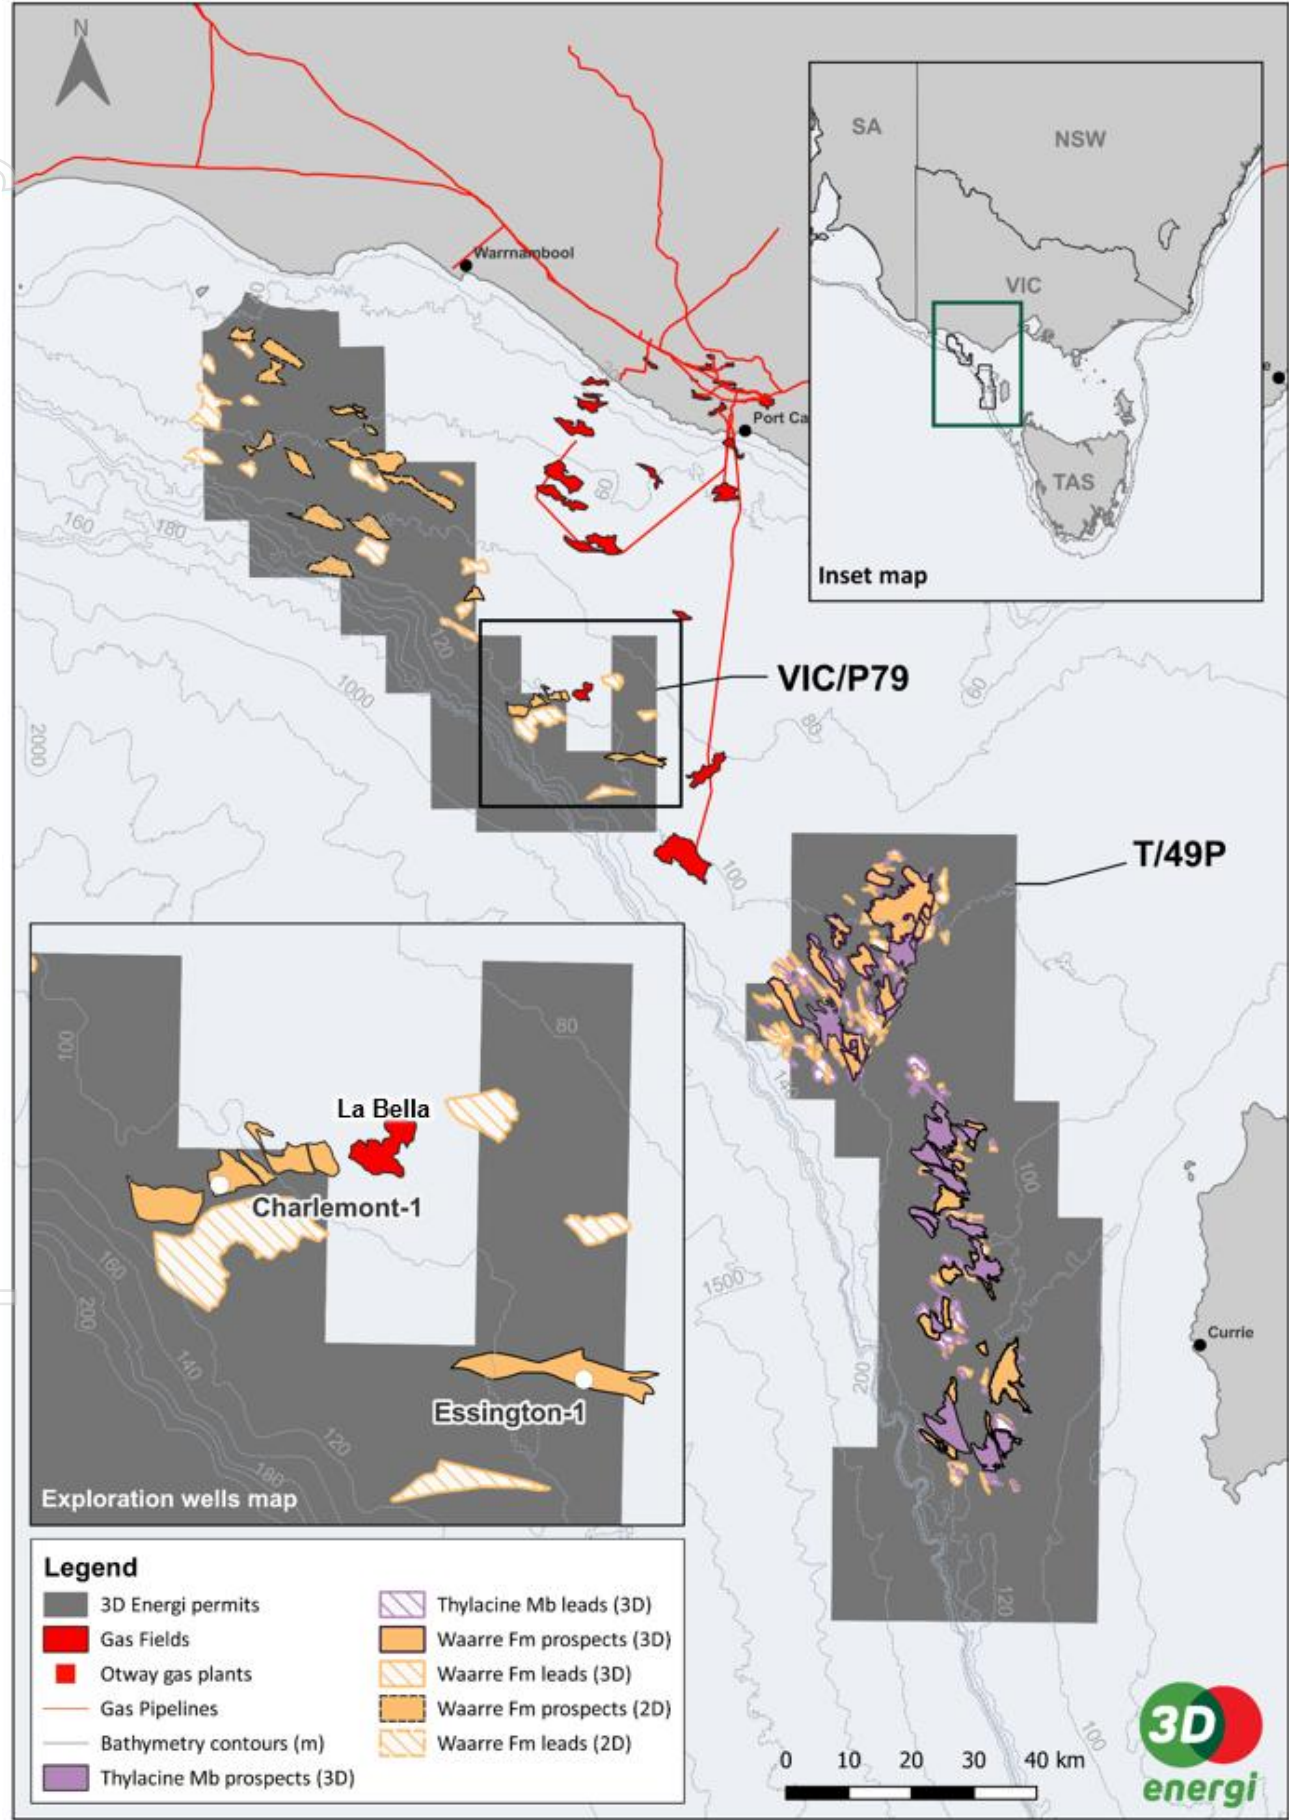 N
SA
NSW
VIC
TAS
Inset map
Warrnambool
Port Ca
e
60
160
180
120
1000
2000
60
80
VIC/P79
100
T/49P
140
100
1500
200
120
100
Currie
100
80
La Bella
Charlemont-1
160
200
140
Essington-1
120
180
Exploration wells map
Legend
3D Energi permits
Gas Fields
Otway gas plants
Gas Pipelines
Bathymetry contours (m)
Thylacine Mb prospects (3D)
Thylacine Mb leads (3D)
Waarre Fm prospects (3D)
Waarre Fm leads (3D)
Waarre Fm prospects (2D)
Waarre Fm leads (2D)
0 10 20 30 40 km
3D
energi